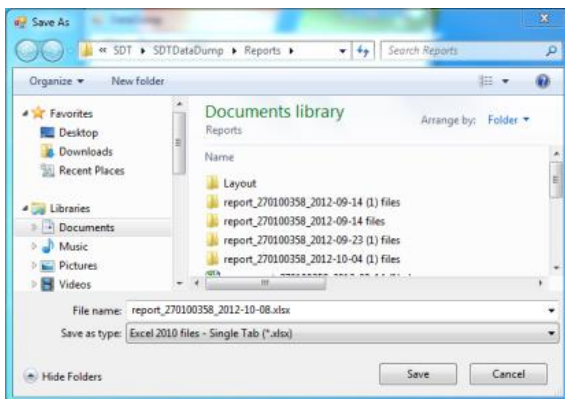 Save As
« SDT ▸ SDTDataDump ▸ Reports ▸
Search Reports
Organize ▾ New folder
Favorites
Desktop
Downloads
Recent Places
Libraries
Documents
Music
Pictures
Videos
Documents library
Reports
Arrange by: Folder ▾
Name
Layout
report_270100358_2012-09-14 (1) files
report_270100358_2012-09-14 files
report_270100358_2012-09-23 (1) files
report_270100358_2012-10-04 (1) files
File name: report_270100358_2012-10-08.xlsx
Save as type: Excel 2010 files - Single Tab (*.xlsx)
Hide Folders
Save
Cancel